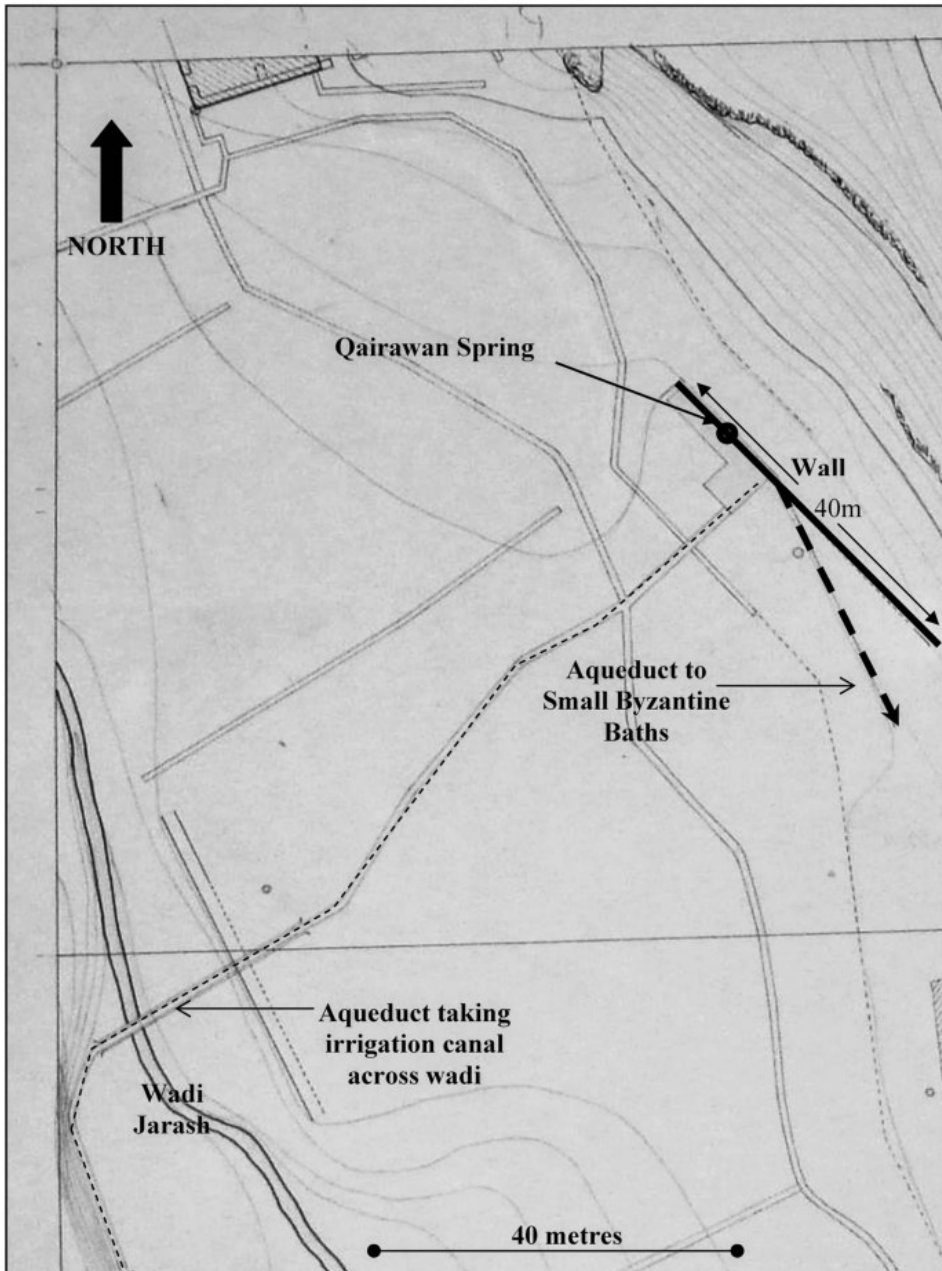 NORTH
Qairawan Spring
Wall
40m
Aqueduct to
Small Byzantine
Baths
Aqueduct taking
irrigation canal
across wadi
Wadi
Jarash
40 metres